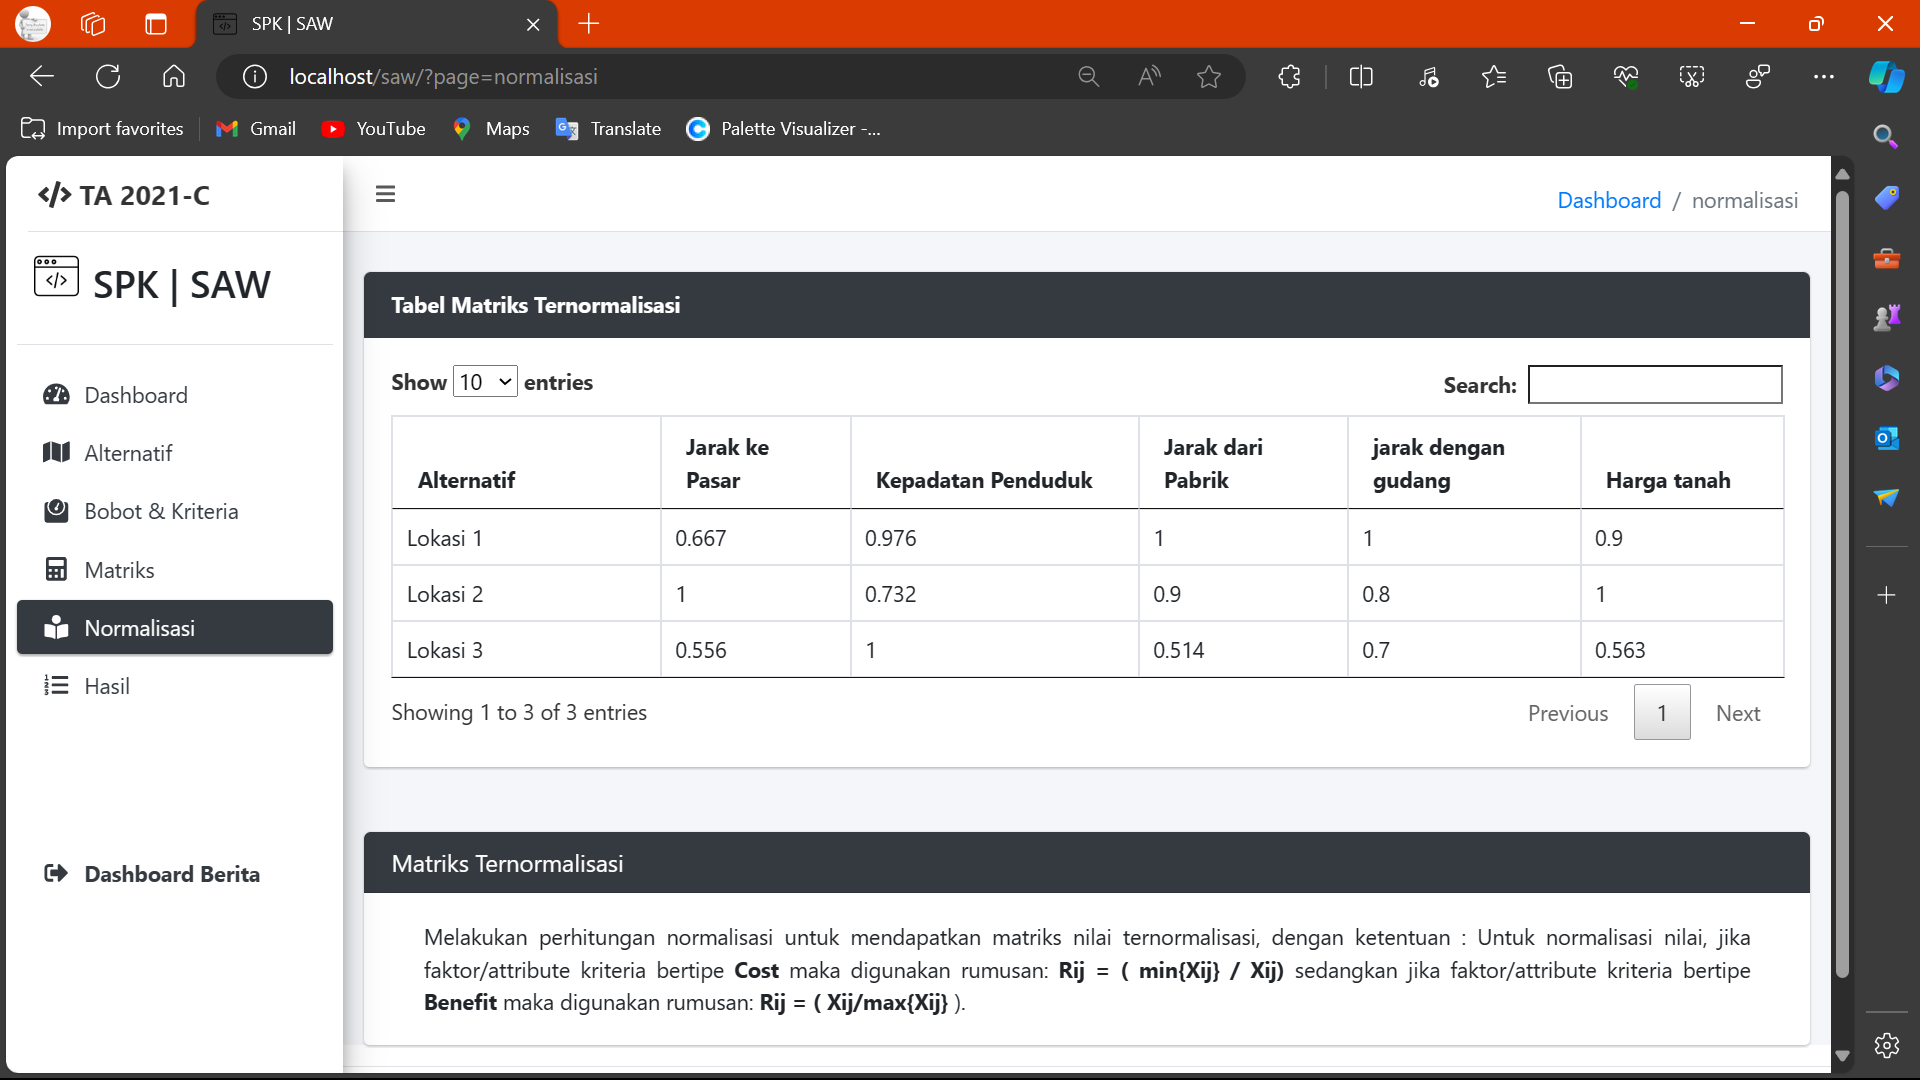 SPK | SAW
localhost/saw/?page=normalisasi
Import favorites
Gmail
YouTube
Maps
Translate
Palette Visualizer -...
</> TA 2021-C
SPK | SAW
Dashboard
Alternatif
Bobot & Kriteria
Matriks
Normalisasi
Hasil
Dashboard Berita
Dashboard / normalisasi
Tabel Matriks Ternormalisasi
Show 10 entries
Search:
Alternatif
Jarak ke
Pasar
Kepadatan Penduduk
Jarak dari
Pabrik
jarak dengan
gudang
Harga tanah
Lokasi 1 0.667 0.976 1 1 0.9
Lokasi 2 1 0.732 0.9 0.8 1
Lokasi 3 0.556 1 0.514 0.7 0.563
Showing 1 to 3 of 3 entries
Previous 1 Next
Matriks Ternormalisasi
Melakukan perhitungan normalisasi untuk mendapatkan matriks nilai ternormalisasi, dengan ketentuan : Untuk normalisasi nilai, jika
faktor/attribute kriteria bertipe Cost maka digunakan rumusan: Rij = ( min{Xij} / Xij) sedangkan jika faktor/attribute kriteria bertipe
Benefit maka digunakan rumusan: Rij = ( Xij/max{Xij} ).